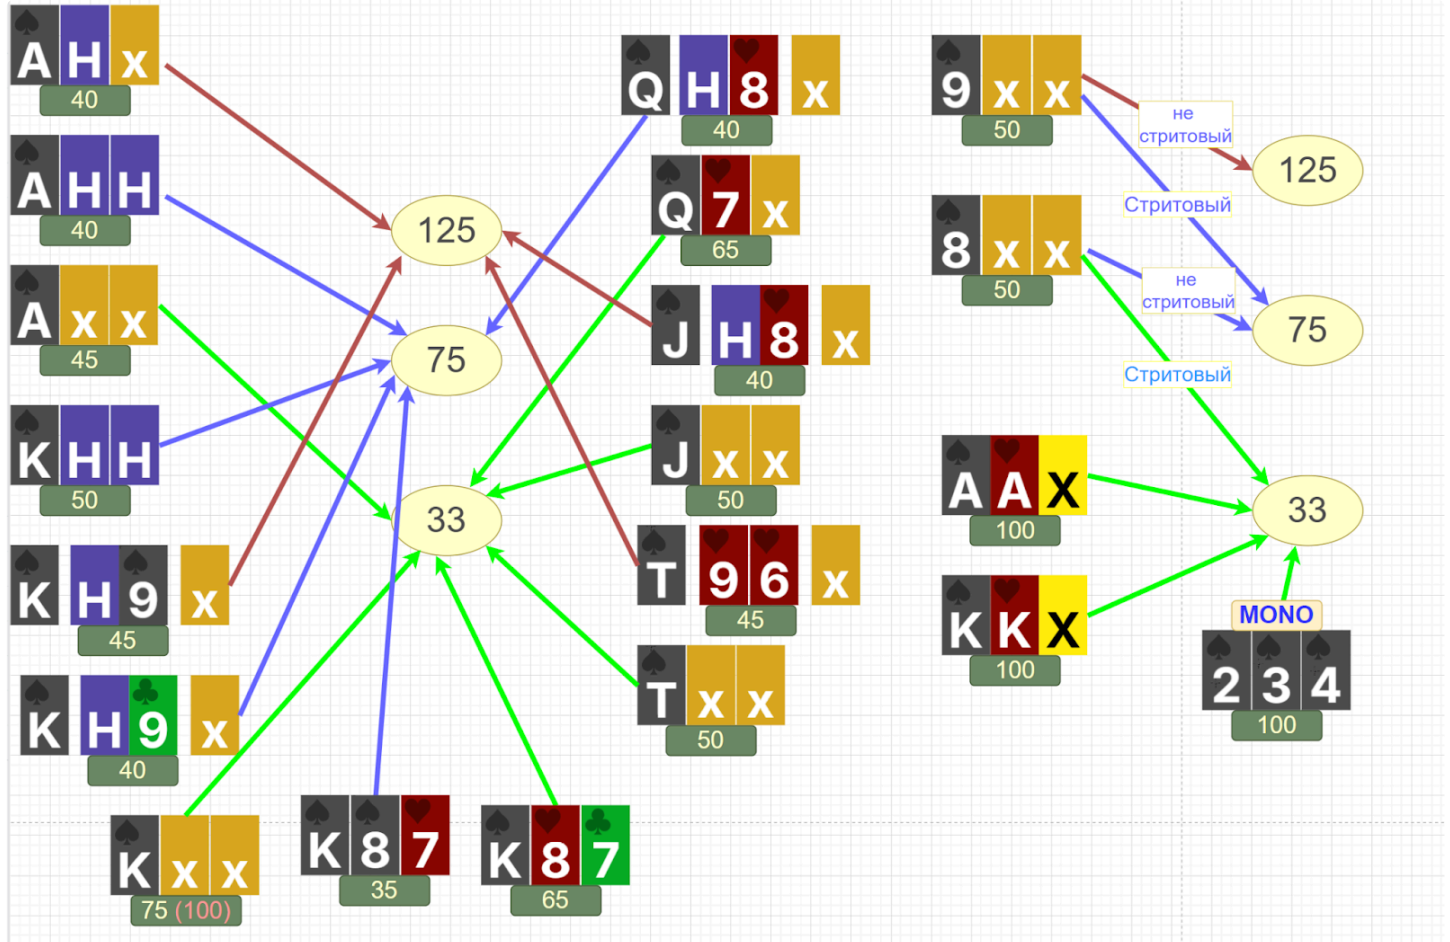 A H x
40
A H H
40
A x x
45
K H H
50
K H 9 x
45
K H 9 x
40
K x x
75 (100)
K 8 7
35
K 8 7
65
125
75
33
Q H 8 x
40
Q 7 x
65
J H 8 x
40
J x x
50
T 9 6 x
45
T x x
50
9 x x
50
не
стритовый
125
Стритовый
8 x x
50
не
стритовый
75
Стритовый
A A X
100
33
K K X
100
MONO
2 3 4
100